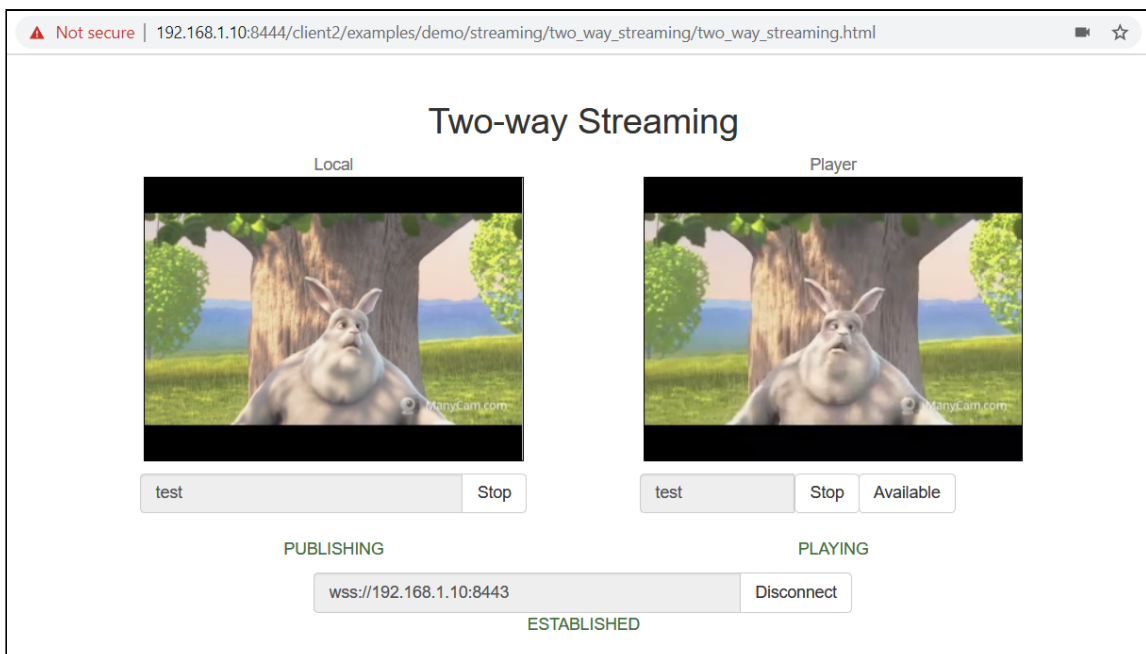 Not secure | 192.168.1.10:8444/client2/examples/demo/streaming/two_way_streaming/two_way_streaming.html
Two-way Streaming
Local
Player
ManyCam.com
ManyCam.com
test
Stop
test
Stop
Available
PUBLISHING
PLAYING
wss://192.168.1.10:8443
Disconnect
ESTABLISHED